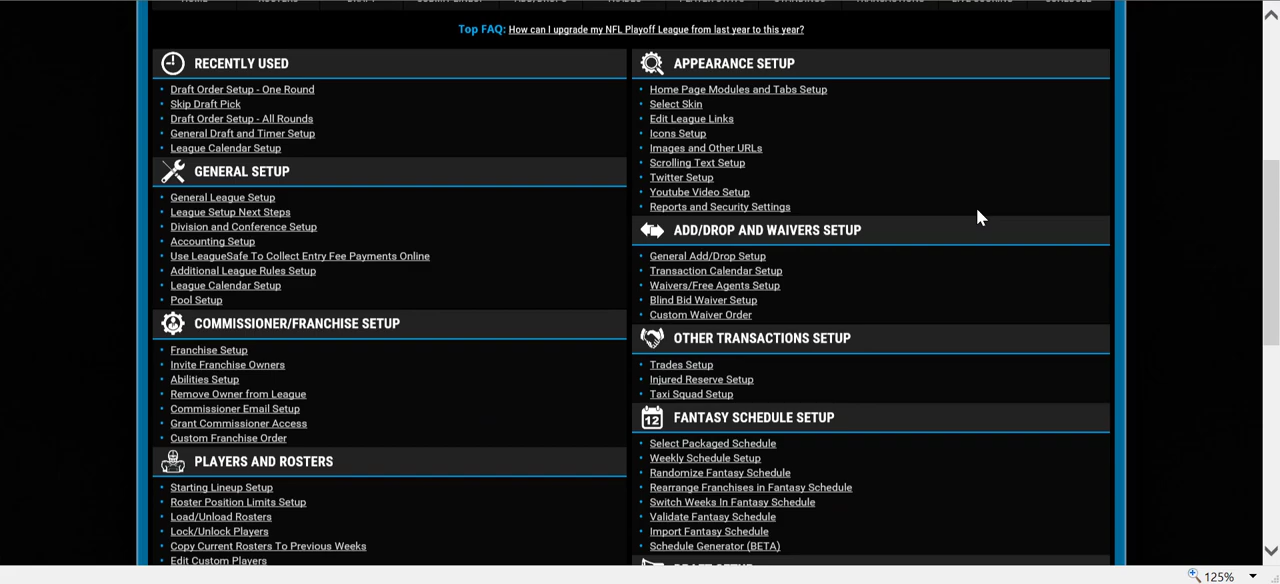 Top FAQ: How can I upgrade my NFL Playoff League from last year to this year?
RECENTLY USED
Draft Order Setup - One Round
Skip Draft Pick
Draft Order Setup - All Rounds
General Draft and Timer Setup
League Calendar Setup
GENERAL SETUP
General League Setup
League Setup Next Steps
Division and Conference Setup
Accounting Setup
Use LeagueSafe To Collect Entry Fee Payments Online
Additional League Rules Setup
League Calendar Setup
Pool Setup
COMMISSIONER/FRANCHISE SETUP
Franchise Setup
Invite Franchise Owners
Abilities Setup
Remove Owner from League
Commissioner Email Setup
Grant Commissioner Access
Custom Franchise Order
PLAYERS AND ROSTERS
Starting Lineup Setup
Roster Position Limits Setup
Load/Unload Rosters
Lock/Unlock Players
Copy Current Rosters To Previous Weeks
Edit Custom Players
APPEARANCE SETUP
Home Page Modules and Tabs Setup
Select Skin
Edit League Links
Icons Setup
Images and Other URLs
Scrolling Text Setup
Twitter Setup
Youtube Video Setup
Reports and Security Settings
ADD/DROP AND WAIVERS SETUP
General Add/Drop Setup
Transaction Calendar Setup
Waivers/Free Agents Setup
Blind Bid Waiver Setup
Custom Waiver Order
OTHER TRANSACTIONS SETUP
Trades Setup
Injured Reserve Setup
Taxi Squad Setup
12
FANTASY SCHEDULE SETUP
Select Packaged Schedule
Weekly Schedule Setup
Randomize Fantasy Schedule
Rearrange Franchises in Fantasy Schedule
Switch Weeks In Fantasy Schedule
Validate Fantasy Schedule
Import Fantasy Schedule
Schedule Generator (BETA)
125%